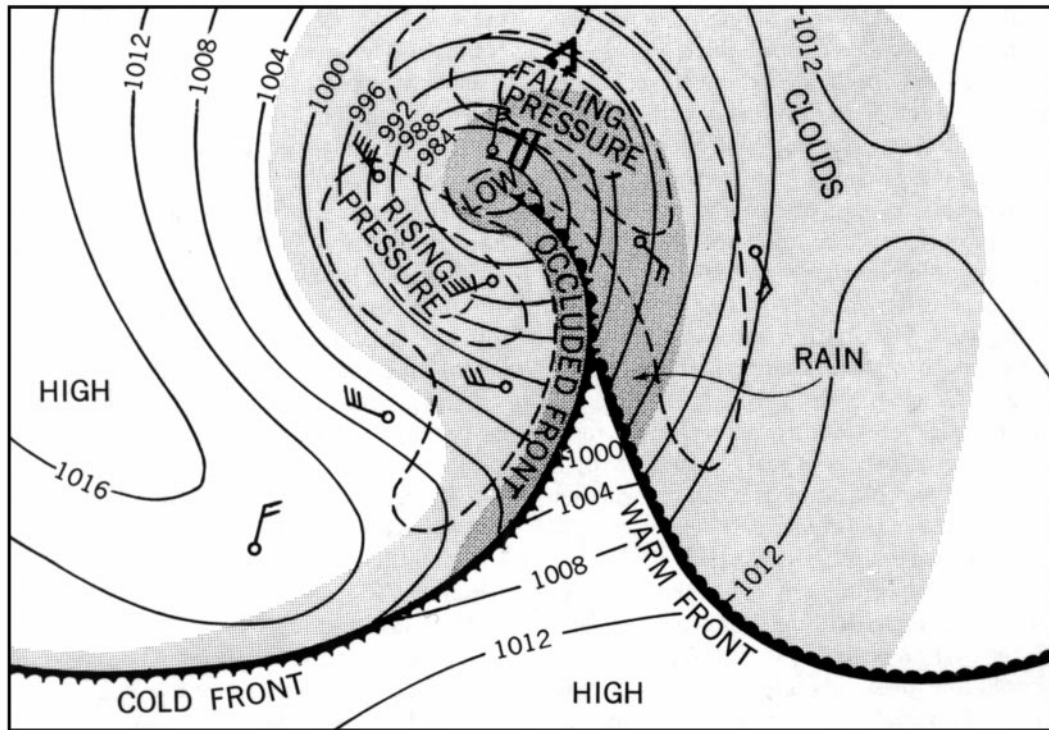 1012
1008
1004
1000
996
992
988
984
FALLING
PRESSURE
1012
CLOUDS
LOW
RISING
PRESSURE
OCCLUDED FRONT
RAIN
HIGH
1016
1000
1004
1008
1012
WARM FRONT
1012
COLD FRONT
HIGH